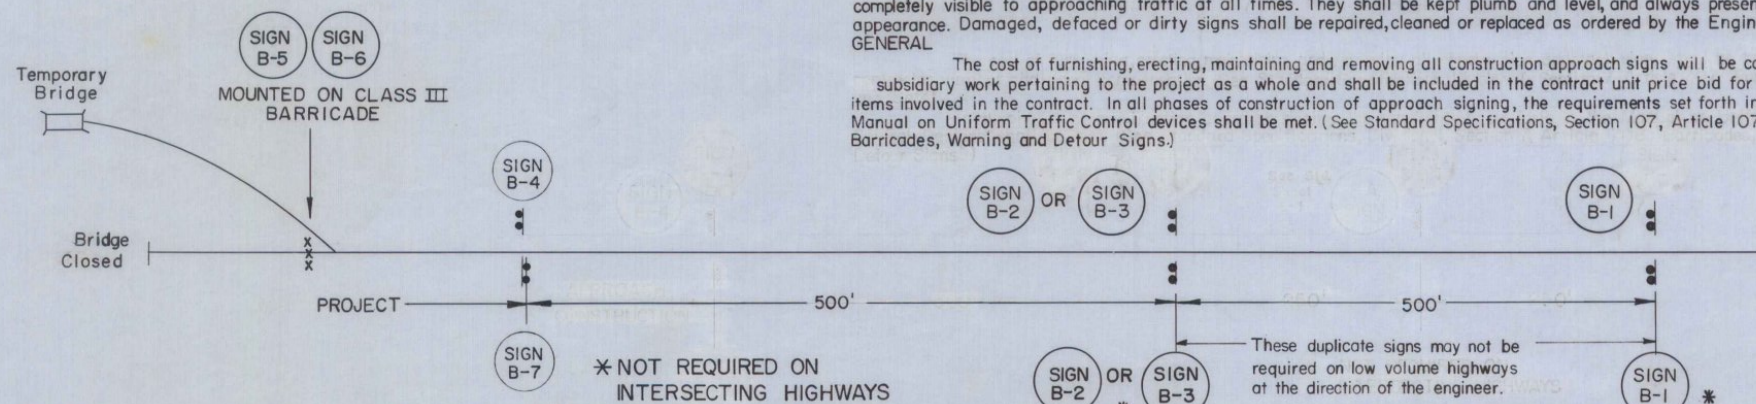 completely visible to approaching traffic at all times. They shall be kept plumb and level, and always present
appearance. Damaged, defaced or dirty signs shall be repaired, cleaned or replaced as ordered by the Engin
GENERAL
The cost of furnishing, erecting, maintaining and removing all construction approach signs will be co
subsidiary work pertaining to the project as a whole and shall be included in the contract unit price bid for
items involved in the contract. In all phases of construction of approach signing, the requirements set forth in
Manual on Uniform Traffic Control devices shall be met. (See Standard Specifications, Section 107, Article 107
Barricades, Warning and Detour Signs.)
SIGN
B-5
SIGN
B-6
MOUNTED ON CLASS III
BARRICADE
Temporary
Bridge
SIGN
B-4
SIGN
B-2
OR
SIGN
B-3
SIGN
B-1
Bridge
Closed
x
x
x
PROJECT
500'
500'
SIGN
B-7
* NOT REQUIRED ON
INTERSECTING HIGHWAYS
SIGN
B-2
OR
SIGN
B-3
*
These duplicate signs may not be
required on low volume highways
at the direction of the engineer.
SIGN
B-1
*